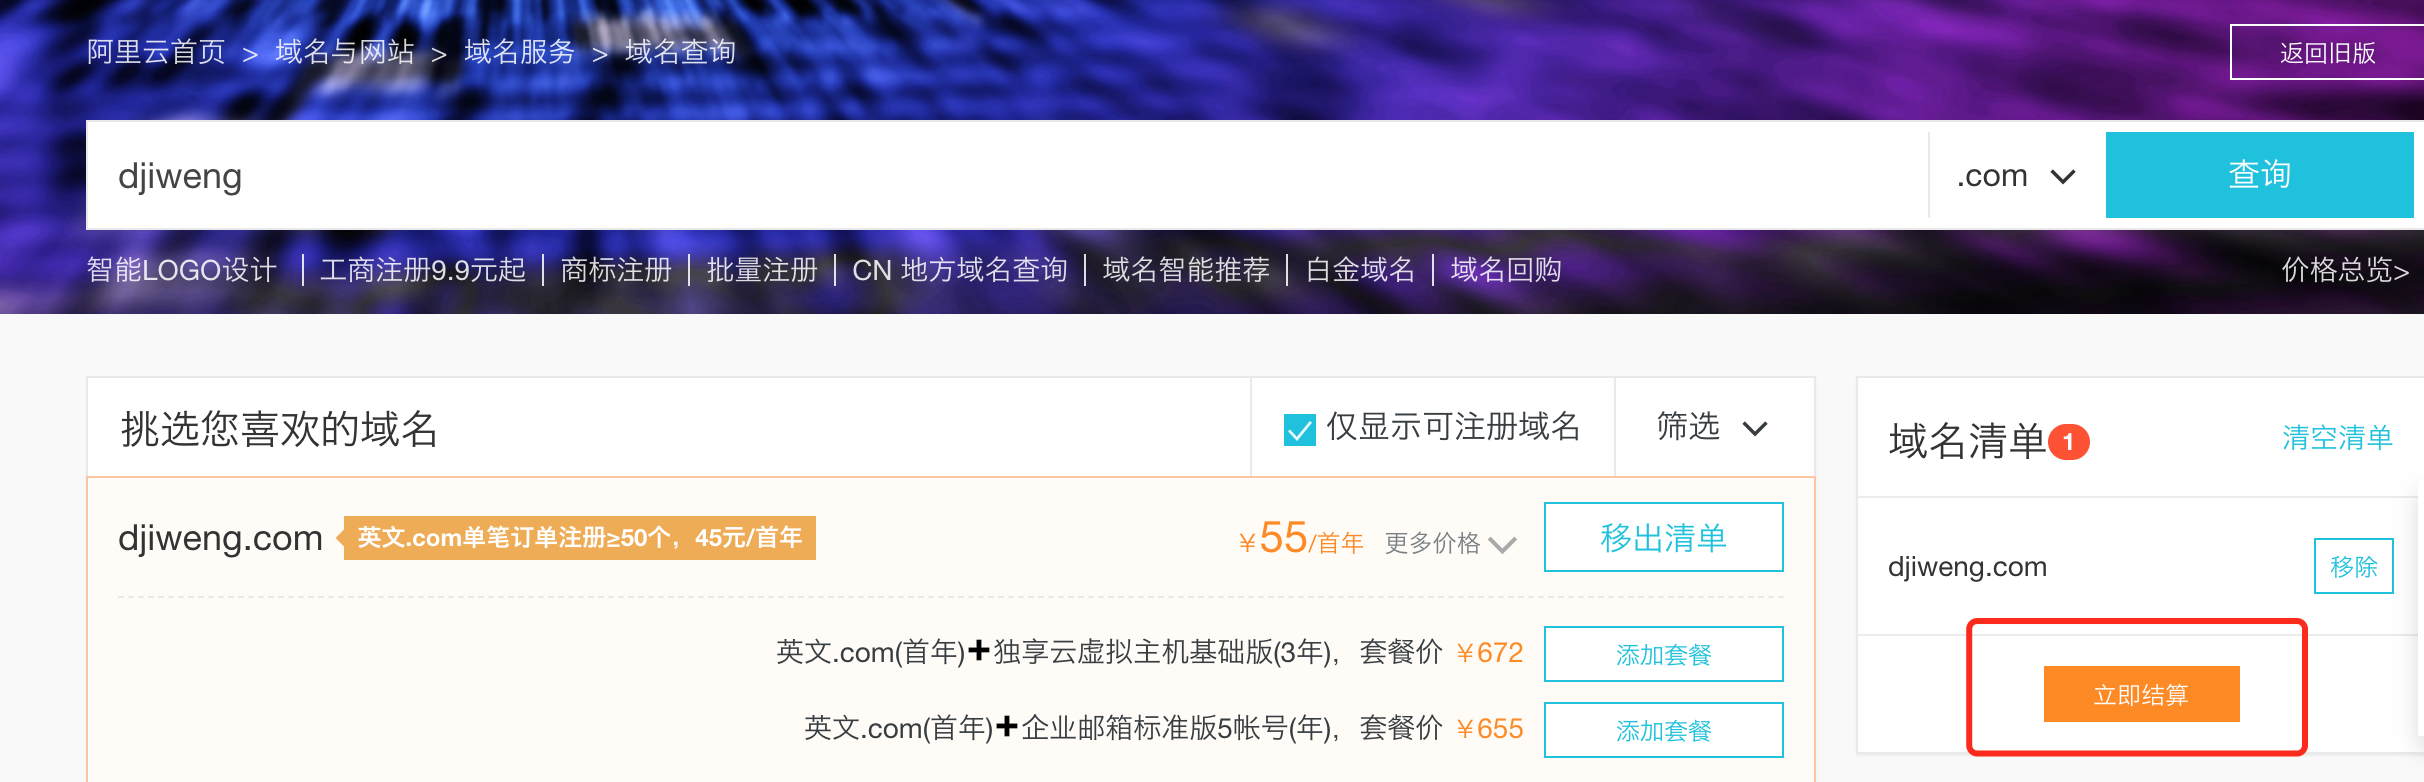 阿里云首页 > 域名与网站 > 域名服务 > 域名查询
返回旧版
djiweng
.com
查询
智能LOGO设计 | 工商注册9.9元起 | 商标注册 | 批量注册 | CN 地方域名查询 | 域名智能推荐 | 白金域名 | 域名回购
价格总览>
挑选您喜欢的域名
仅显示可注册域名
筛选
djiweng.com
英文.com单笔订单注册≥50个，45元/首年
¥55/首年 更多价格
移出清单
英文.com(首年)+独享云虚拟主机基础版(3年)，套餐价 ¥672
添加套餐
英文.com(首年)+企业邮箱标准版5帐号(年)，套餐价 ¥655
添加套餐
域名清单 1
清空清单
djiweng.com
移除
立即结算